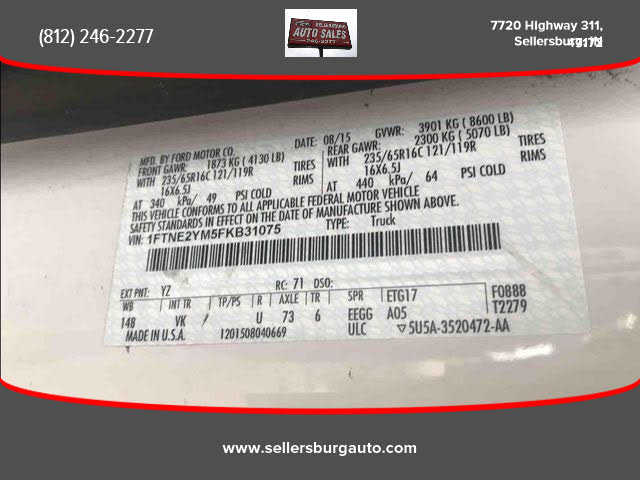 (812) 246-2277
AUTO SALES
246-2277
7720 Highway 311,
Sellersburg, IN
MFD. BY FORD MOTOR CO.
DATE: 08/15
GVWR: 3901 KG ( 8600 LB)
FRONT GAWR: 1873 KG ( 4130 LB)
REAR GAWR: 2300 KG ( 5070 LB)
WITH 235/65R16C 121/119R TIRES
WITH 235/65R16C 121/119R TIRES
16X6.5J RIMS
16X6.5J RIMS
AT 340 kPa/ 49 PSI COLD
AT 440 kPa/ 64 PSI COLD
THIS VEHICLE CONFORMS TO ALL APPLICABLE FEDERAL MOTOR VEHICLE
SAFETY STANDARDS IN EFFECT ON THE DATE OF MANUFACTURE SHOWN ABOVE.
VIN: 1FTNE2YM5FKB31075
TYPE: Truck
EXT PNT: YZ RC: 71 DSO:
WB INT TR TP/PS R AXLE TR SPR ETG17 F0888
148 VK U 73 6 EEGG A05 T2279
MADE IN U.S.A. 1201508040669 ULC ▽5U5A-3520472-AA
www.sellersburgauto.com